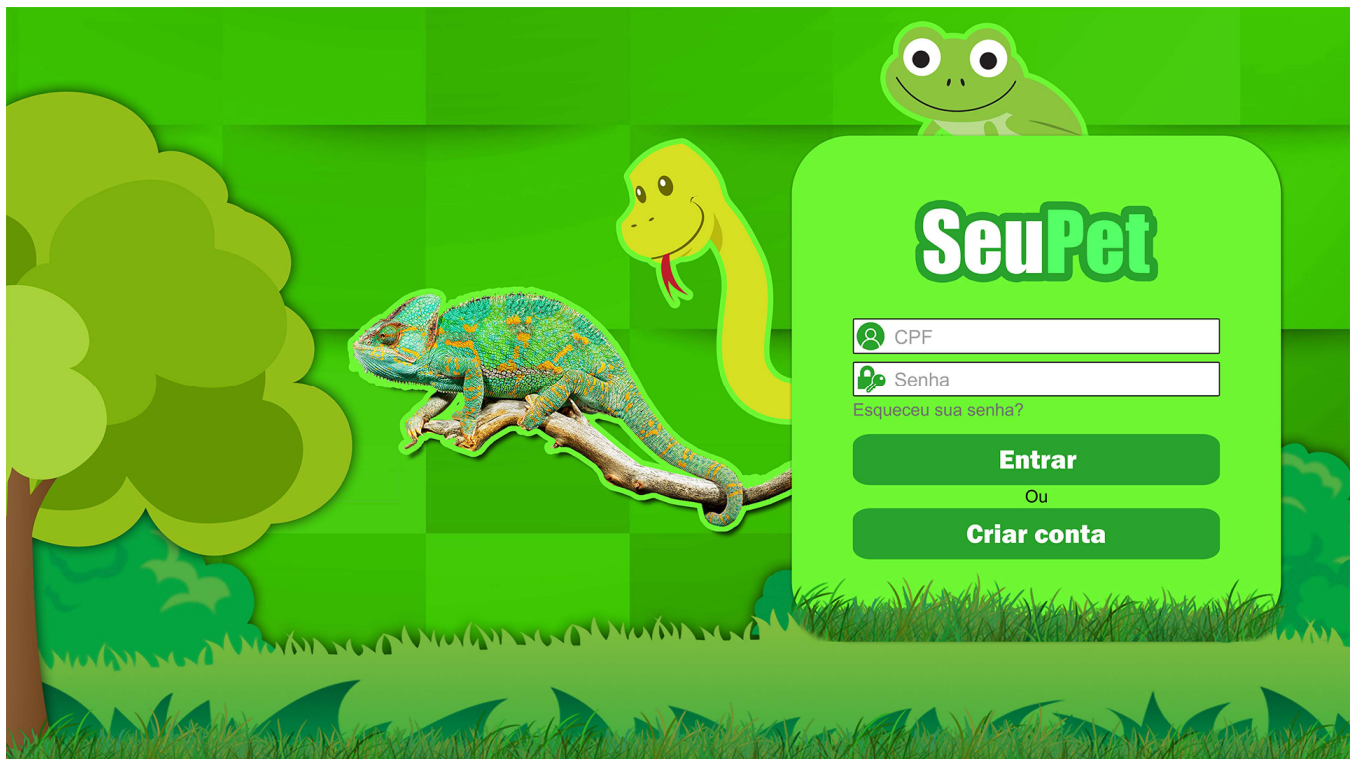 SeuPet
CPF
Senha
Esqueceu sua senha?
Entrar
Ou
Criar conta